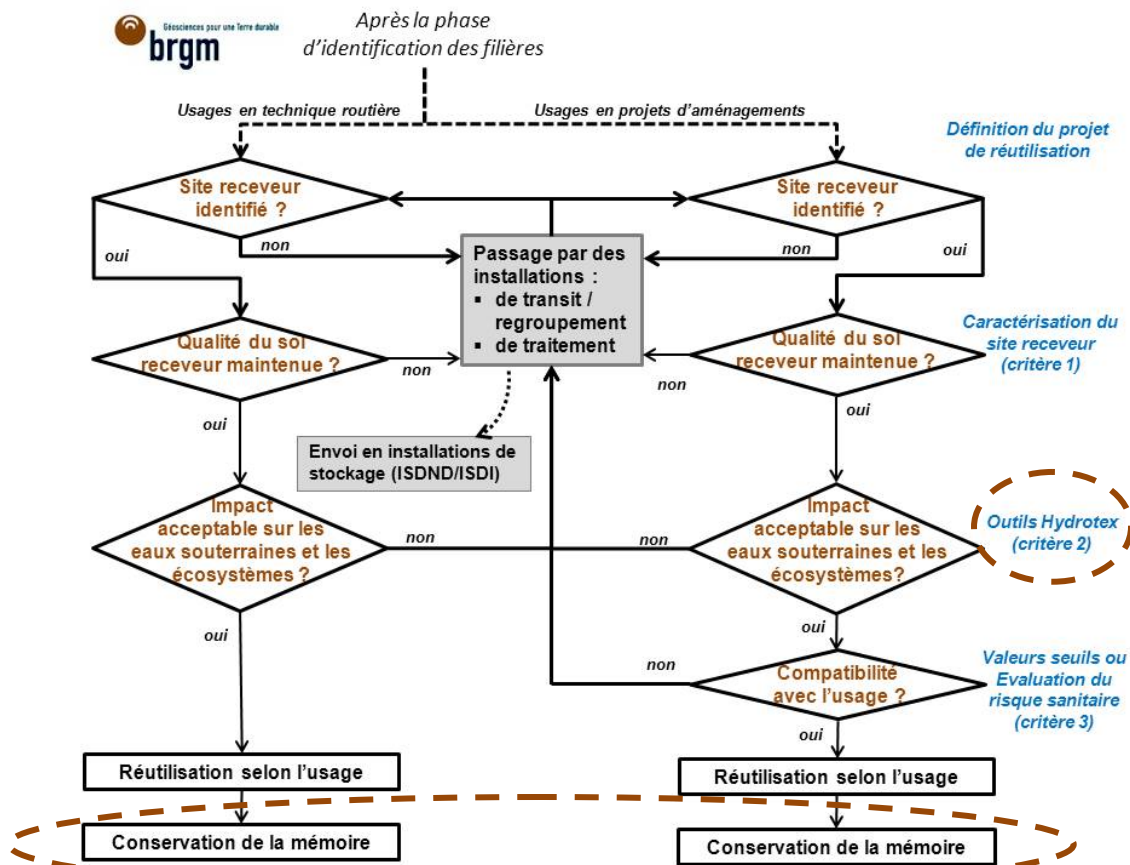 Géosciences pour une Terre durable
brgm
Après la phase
d'identification des filières
Usages en technique routière
Usages en projets d'aménagements
Définition du projet
de réutilisation
Site receveur
identifié ?
Site receveur
identifié ?
non
non
oui
oui
Passage par des
installations :
▪ de transit /
regroupement
▪ de traitement
Qualité du sol
receveur maintenue ?
Qualité du sol
receveur maintenue ?
Caractérisation du
site receveur
(critère 1)
non
non
oui
oui
Envoi en installations de
stockage (ISDND/ISDI)
Impact
acceptable sur les
eaux souterraines et les
écosystèmes ?
Impact
acceptable sur les
eaux souterraines et les
écosystèmes?
Outils Hydrotex
(critère 2)
non
non
oui
oui
non
Compatibilité
avec l'usage ?
Valeurs seuils ou
Evaluation du
risque sanitaire
(critère 3)
oui
Réutilisation selon l'usage
Réutilisation selon l'usage
Conservation de la mémoire
Conservation de la mémoire